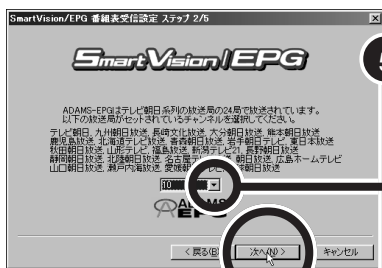 SmartVision/EPG 番組表受信設定 ステップ 2/5
SmartVision/EPG
ADAMS-EPGはテレビ朝日系列の放送局の24局で放送されています。
以下の放送局がセットされているチャンネルを選択してください。
テレビ朝日, 九州朝日放送, 長崎文化放送, 大分朝日放送, 熊本朝日放送
鹿児島放送, 北海道テレビ放送, 青森朝日放送, 岩手朝日テレビ, 東日本放送
秋田朝日放送, 山形テレビ, 福島放送, 新潟テレビ21, 長野朝日放送
静岡朝日放送, 北陸朝日放送, 名古屋テレ
朝日放送, 広島ホームテレビ
山口朝日放送, 瀬戸内海放送, 愛媛朝
朝日放送
10
ADAMS
EPG
< 戻る(B)
次へ(N) >
キャンセル
5